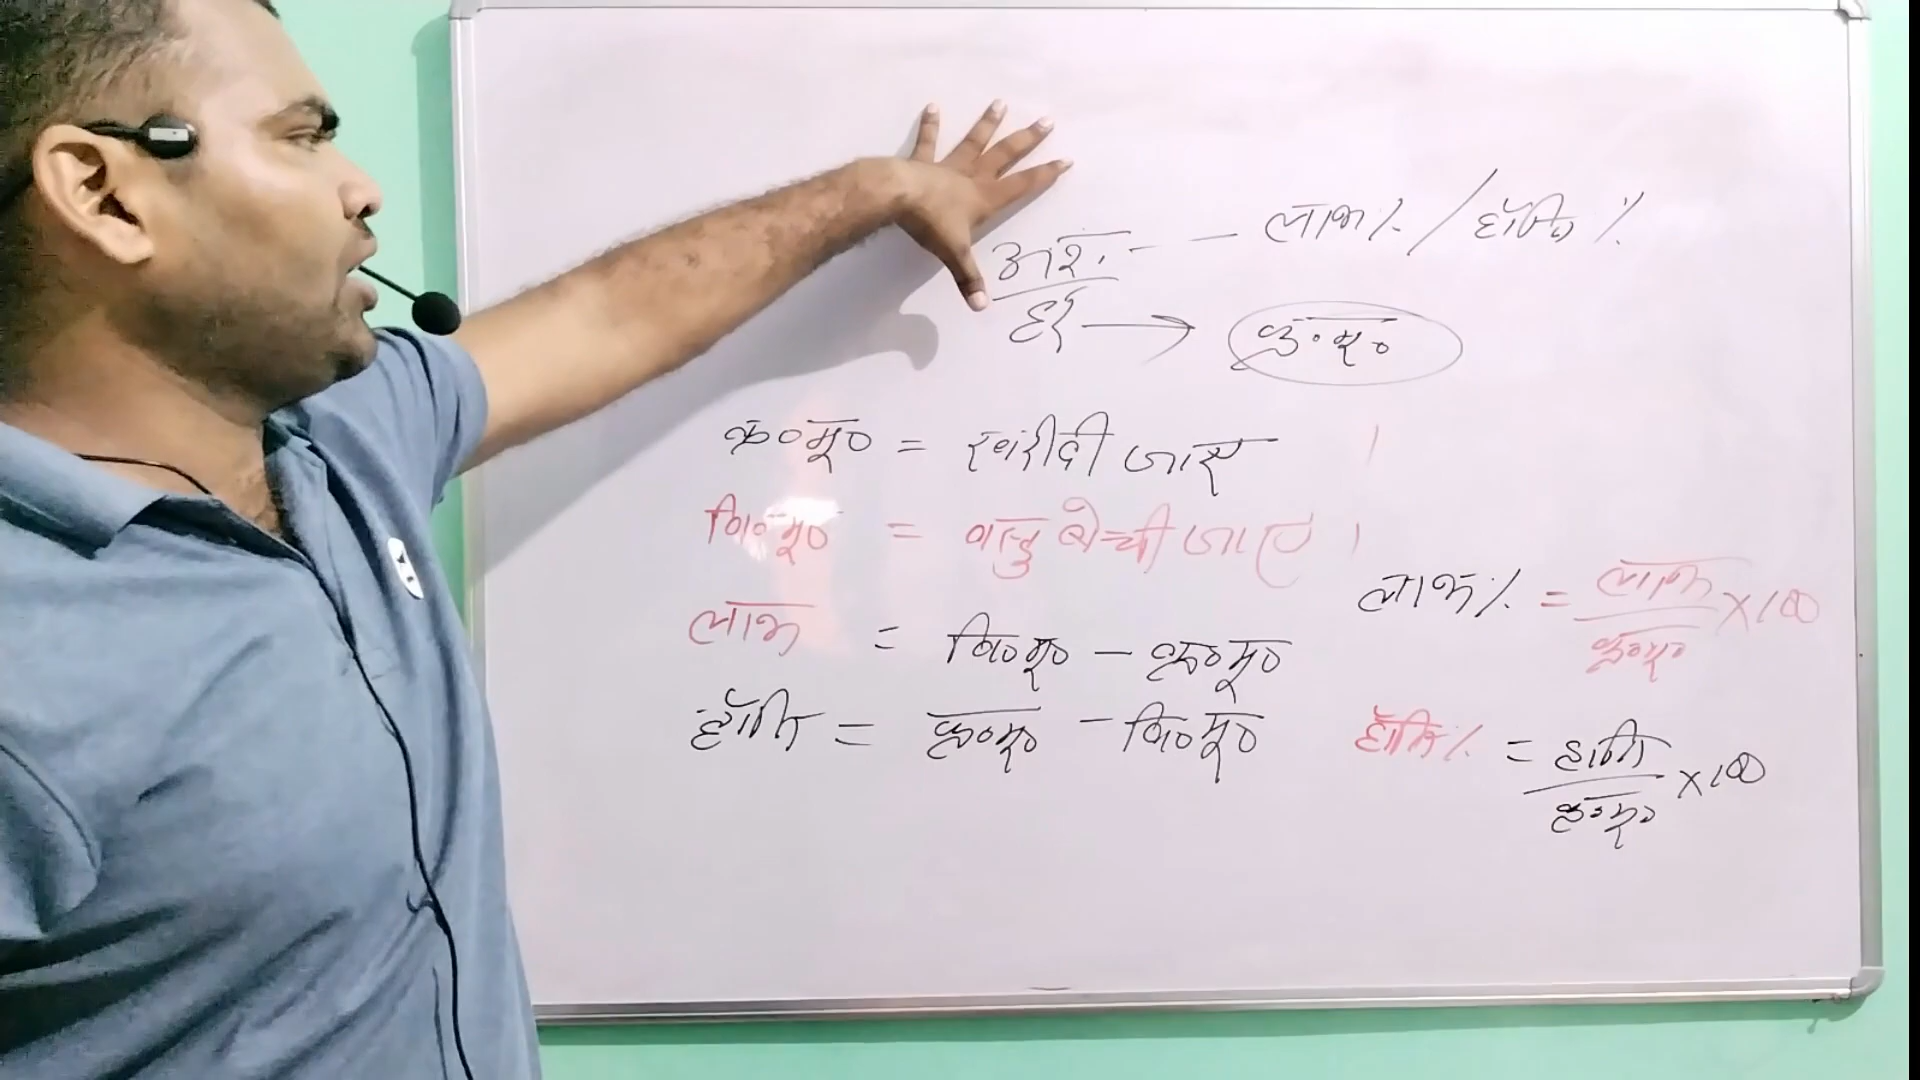 अंश - - लाभ% / हाँनि %
हर → क्र०मू०
क्र०मू० = खरीदी जाए ।
वि०मू० = वस्तु बेची जाए ।
लाभ = वि०मू० - क्र०मू०
हाँनि = क्र०मू० - वि०मू०
लाभ% = लाभ/क्र०मू० × 100
हाँनि% = हानि/क्र०मू० × 100